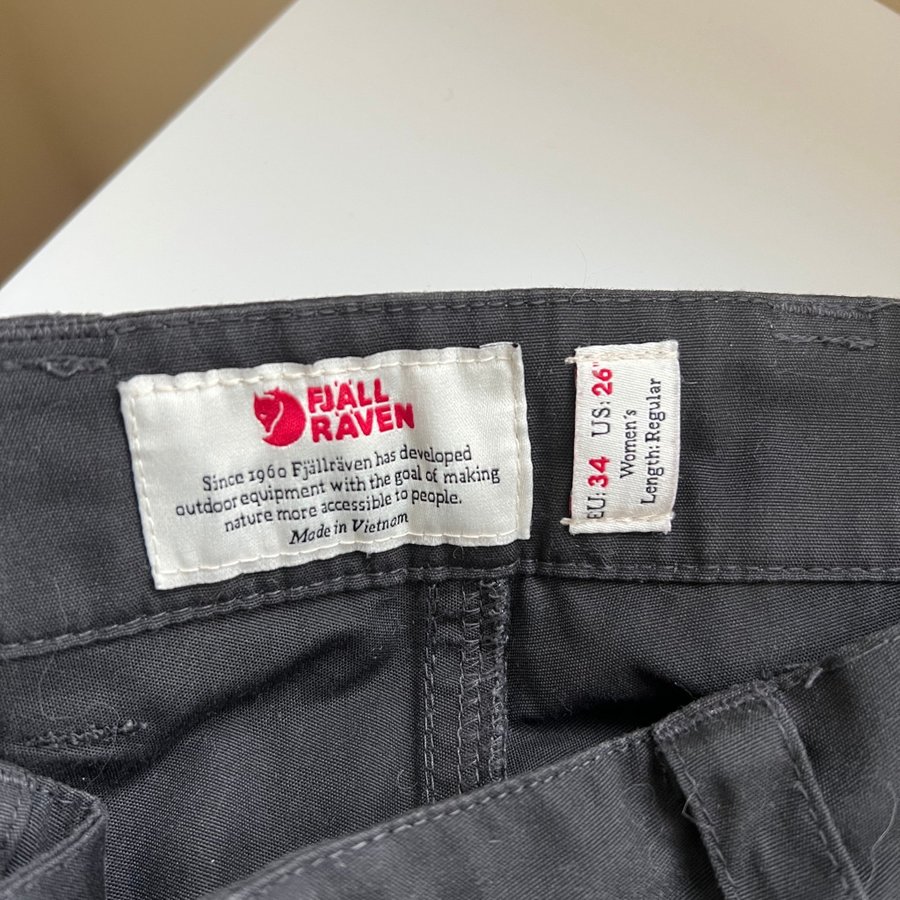 FJÄLL
RÄVEN
Since 1960 Fjällräven has developed
outdoor equipment with the goal of making
nature more accessible to people.
Made in Vietnam
EU: 34 US: 26"
Women's
Length: Regular